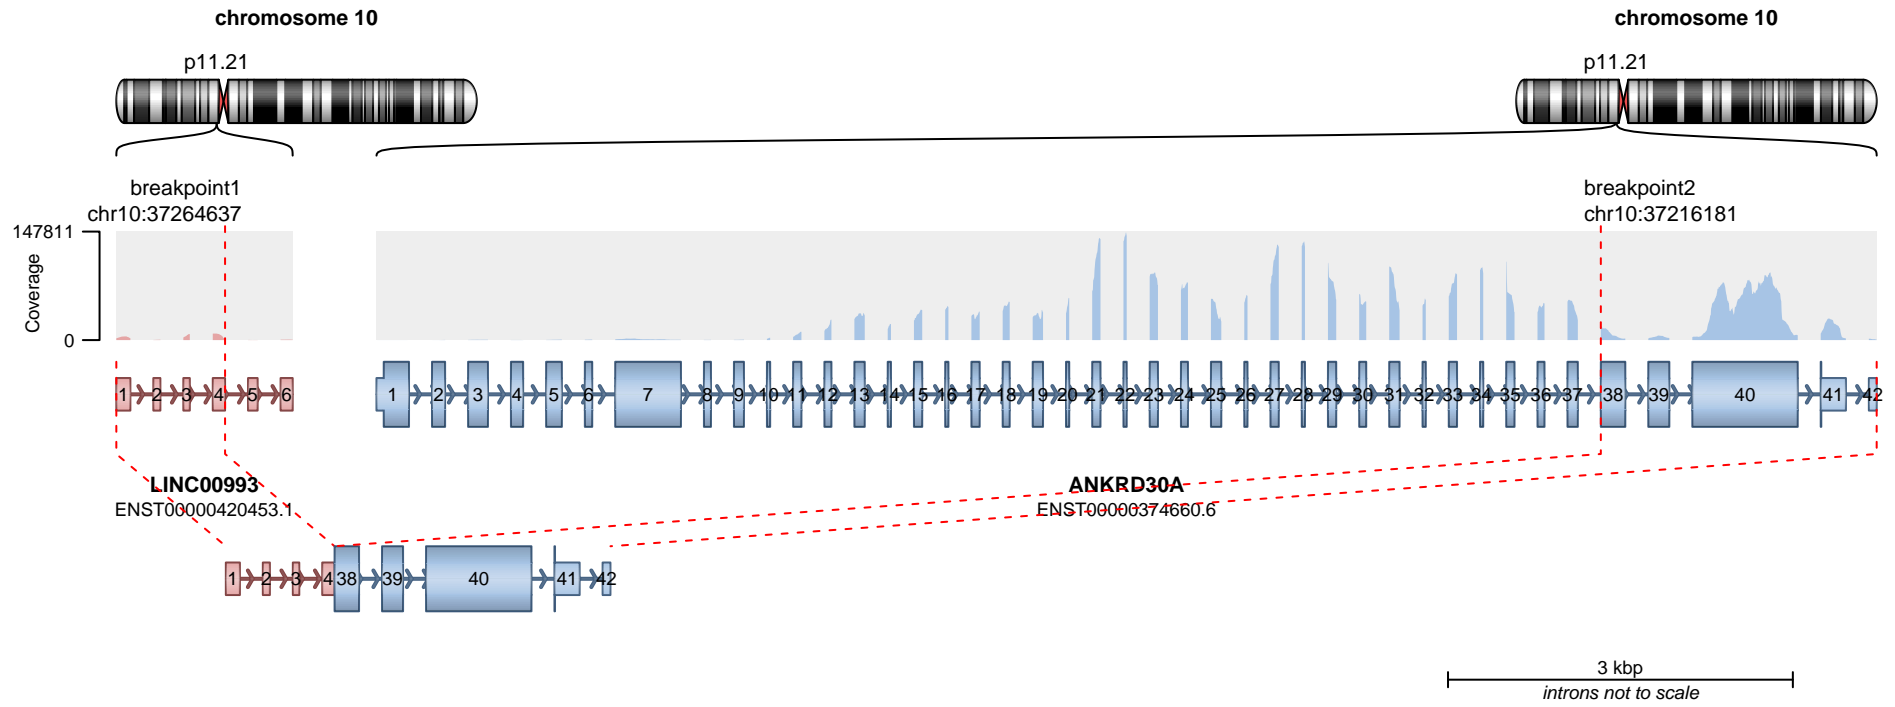 chromosome 10
chromosome 10
p11.21
p11.21
breakpoint1
chr10:37264637
breakpoint2
chr10:37216181
147811
Coverage
0
1 2 3 4 5 6
1 2 3 4 5 6 7 8 9 10 11 12 13 14 15 16 17 18 19 20 21 22 23 24 25 26 27 28 29 30 31 32 33 34 35 36 37 38 39 40 41 42
LINC00993
ENST00000420453.1
ANKRD30A
ENST00000374660.6
1 2 3 4 38 39 40 41 42
3 kbp
introns not to scale